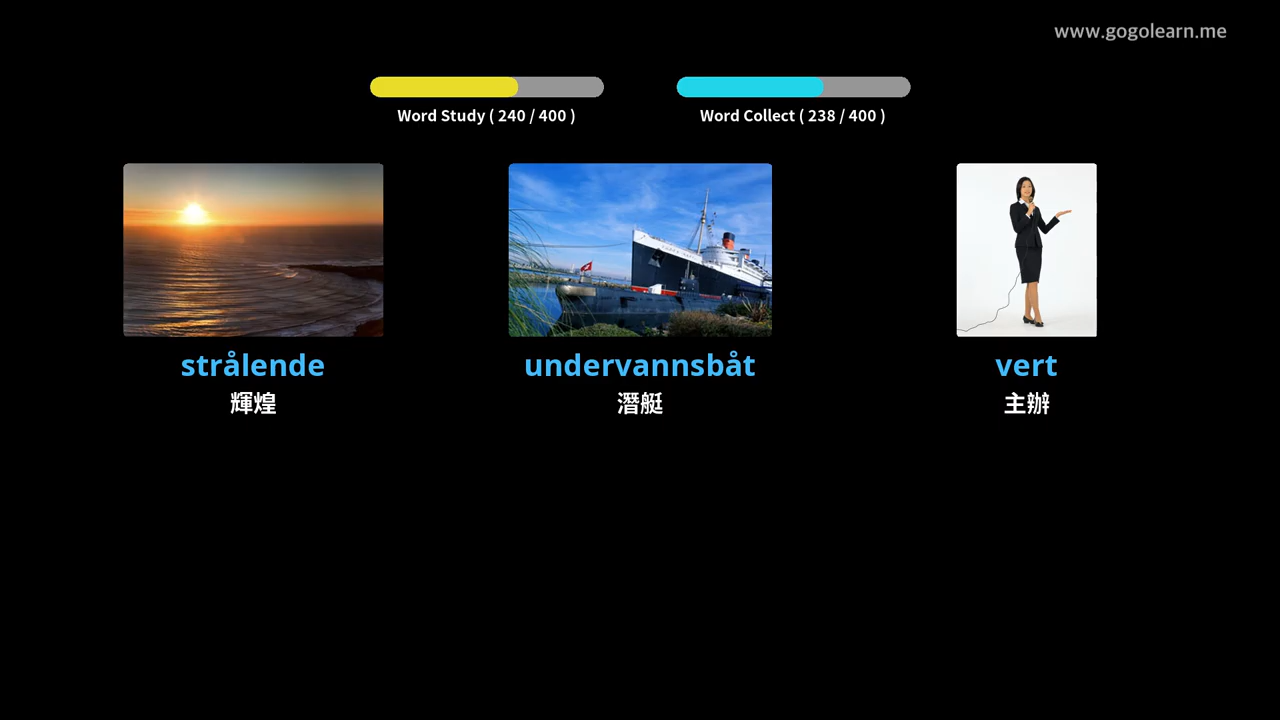 www.gogolearn.me
Word Study ( 240 / 400 )
Word Collect ( 238 / 400 )
strålende
undervannsbåt
vert
輝煌
潛艇
主辦